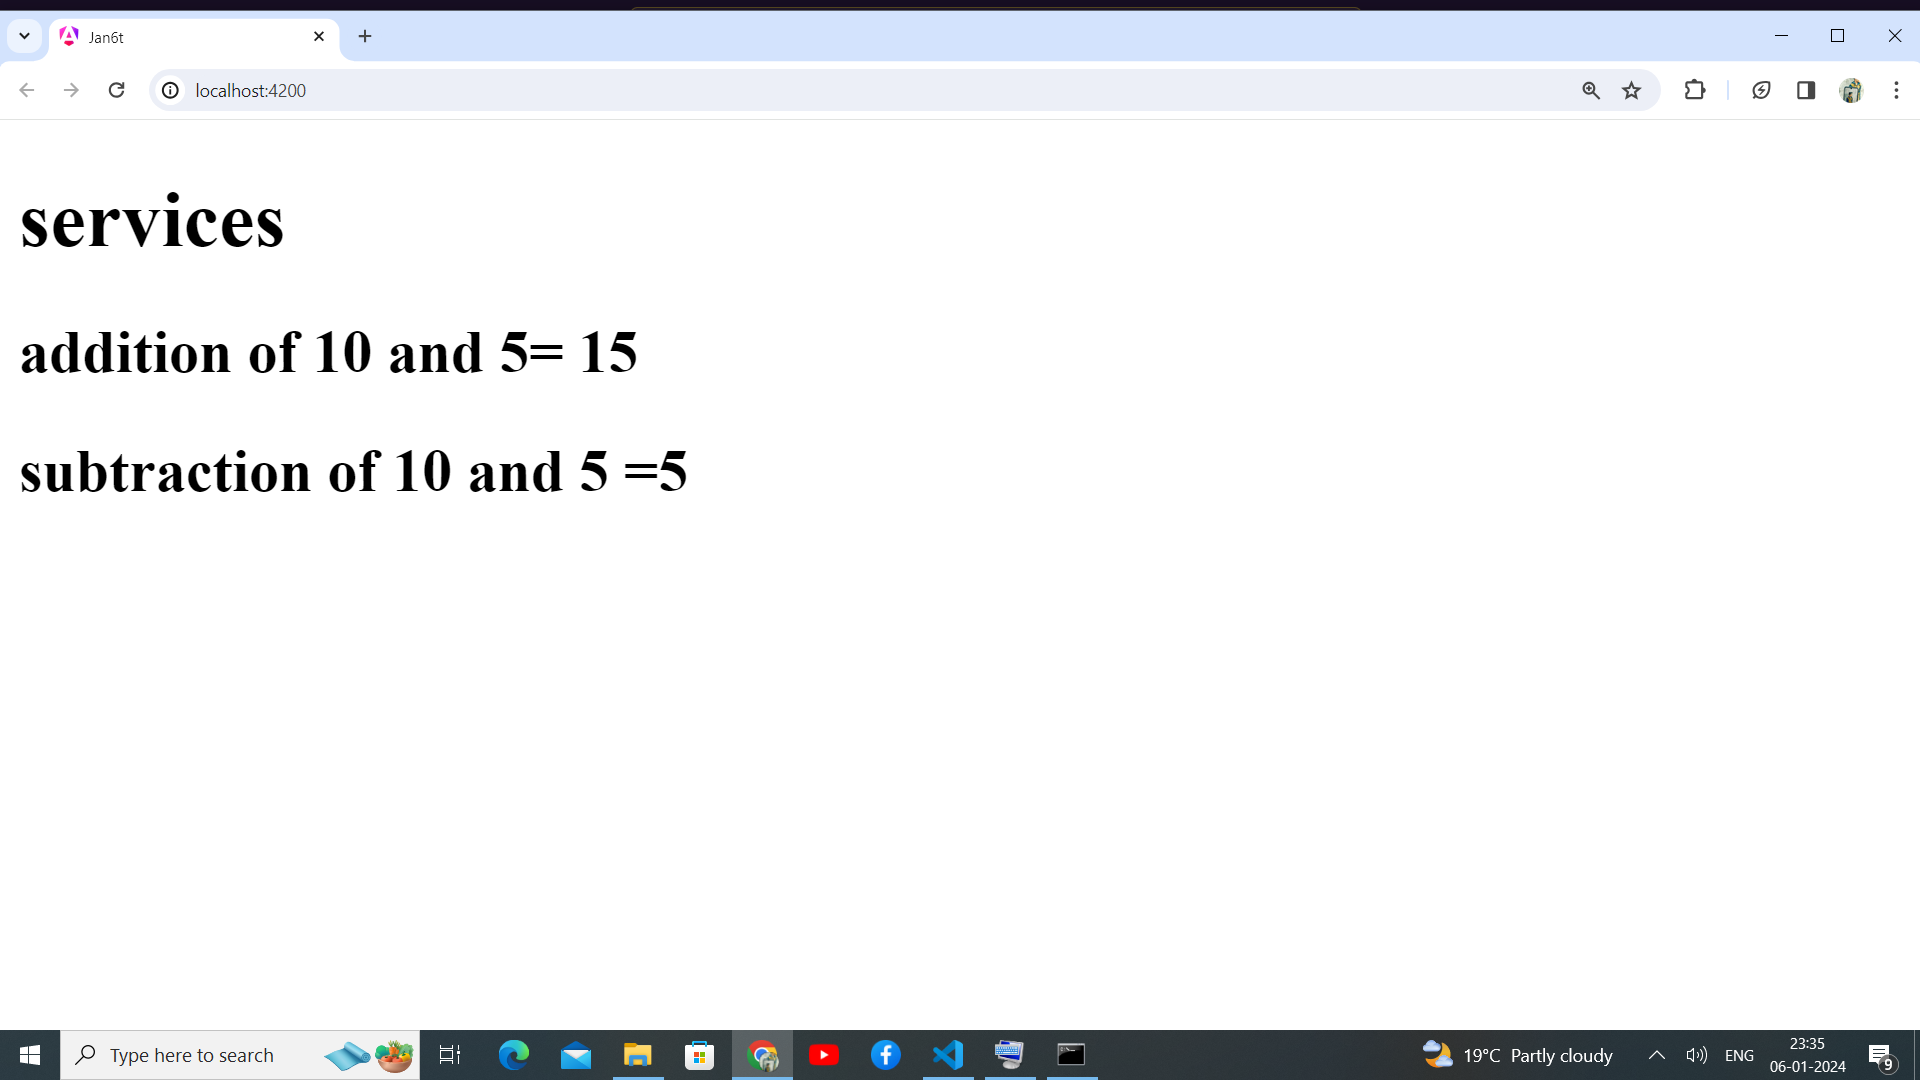 Jan6t
localhost:4200
services
addition of 10 and 5= 15
subtraction of 10 and 5 =5
Type here to search
19°C Partly cloudy
ENG
23:35
06-01-2024
9